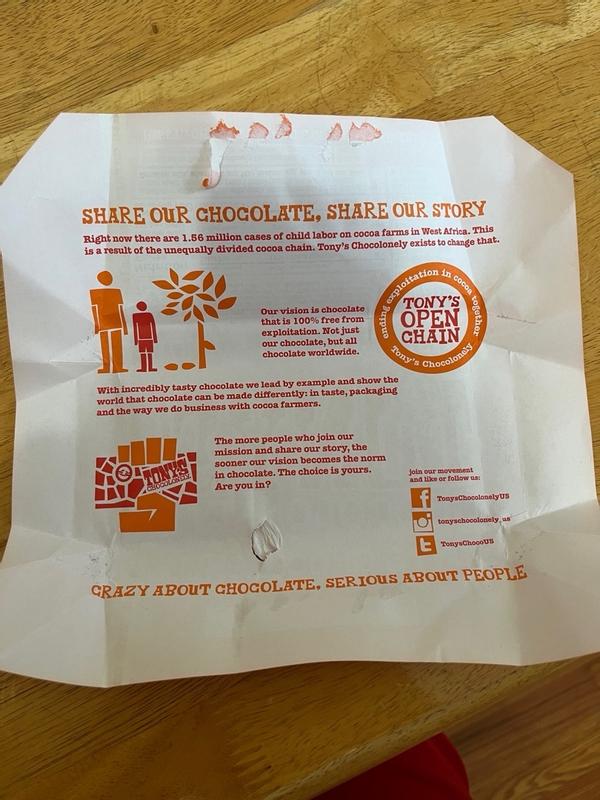 SHARE OUR CHOCOLATE, SHARE OUR STORY
Right now there are 1.56 million cases of child labor on cocoa farms in West Africa. This
is a result of the unequally divided cocoa chain. Tony's Chocolonely exists to change that.
Our vision is chocolate
that is 100% free from
exploitation. Not just
our chocolate, but all
chocolate worldwide.
ending exploitation in cocoa together
TONY'S
OPEN
CHAIN
Tony's Chocolonely
With incredibly tasty chocolate we lead by example and show the
world that chocolate can be made differently: in taste, packaging
and the way we do business with cocoa farmers.
TONY'S
CHOCOLONELY
The more people who join our
mission and share our story, the
sooner our vision becomes the norm
in chocolate. The choice is yours.
Are you in?
join our movement
and like or follow us:
TonysChocolonelyUS
tonyschocolonely_us
TonysChocoUS
CRAZY ABOUT CHOCOLATE, SERIOUS ABOUT PEOPLE